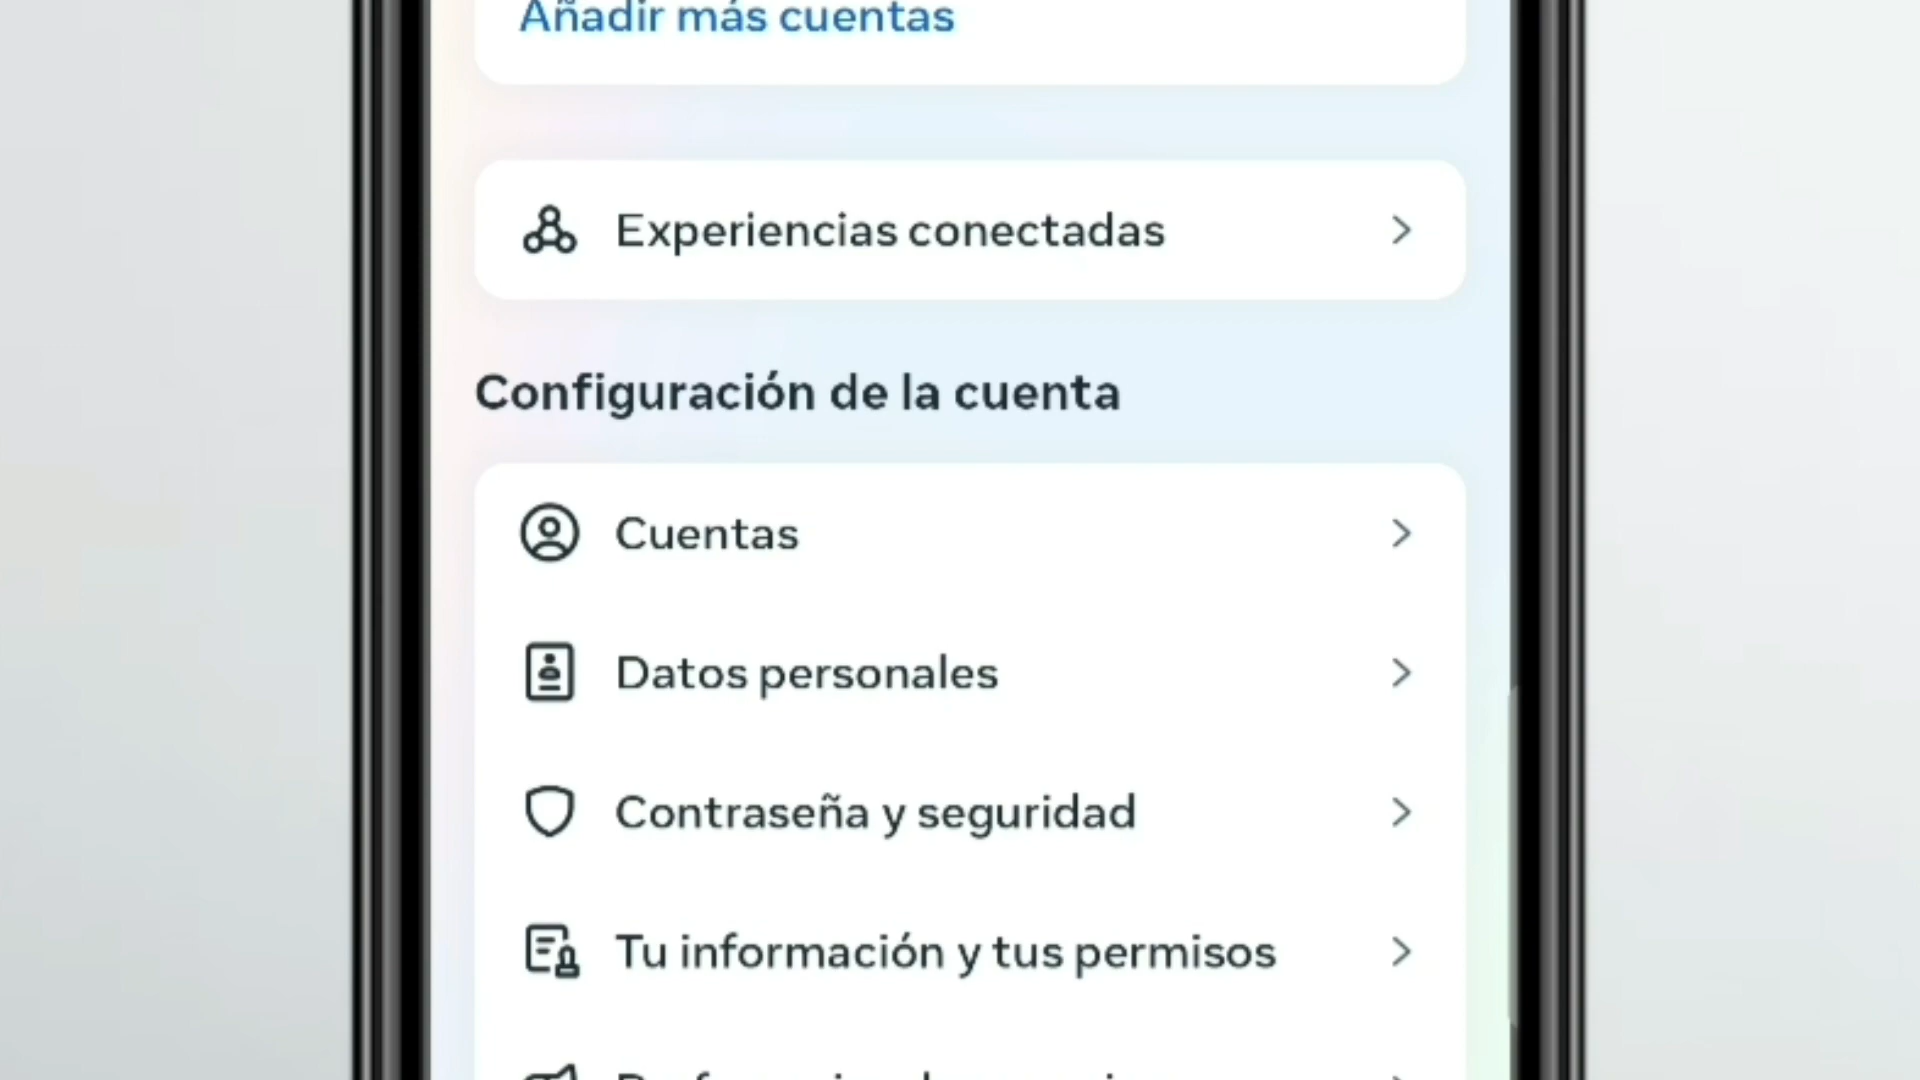 Añadir más cuentas
Experiencias conectadas
Configuración de la cuenta
Cuentas
Datos personales
Contraseña y seguridad
Tu información y tus permisos